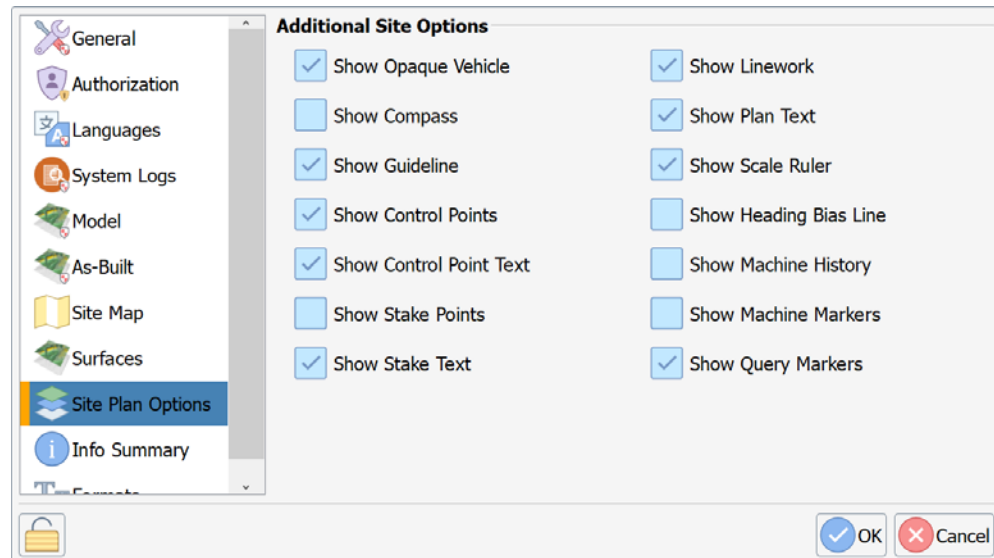 General
Authorization
Languages
System Logs
Model
As-Built
Site Map
Surfaces
Site Plan Options
Info Summary
Formats
Additional Site Options
Show Opaque Vehicle
Show Compass
Show Guideline
Show Control Points
Show Control Point Text
Show Stake Points
Show Stake Text
Show Linework
Show Plan Text
Show Scale Ruler
Show Heading Bias Line
Show Machine History
Show Machine Markers
Show Query Markers
OK
Cancel